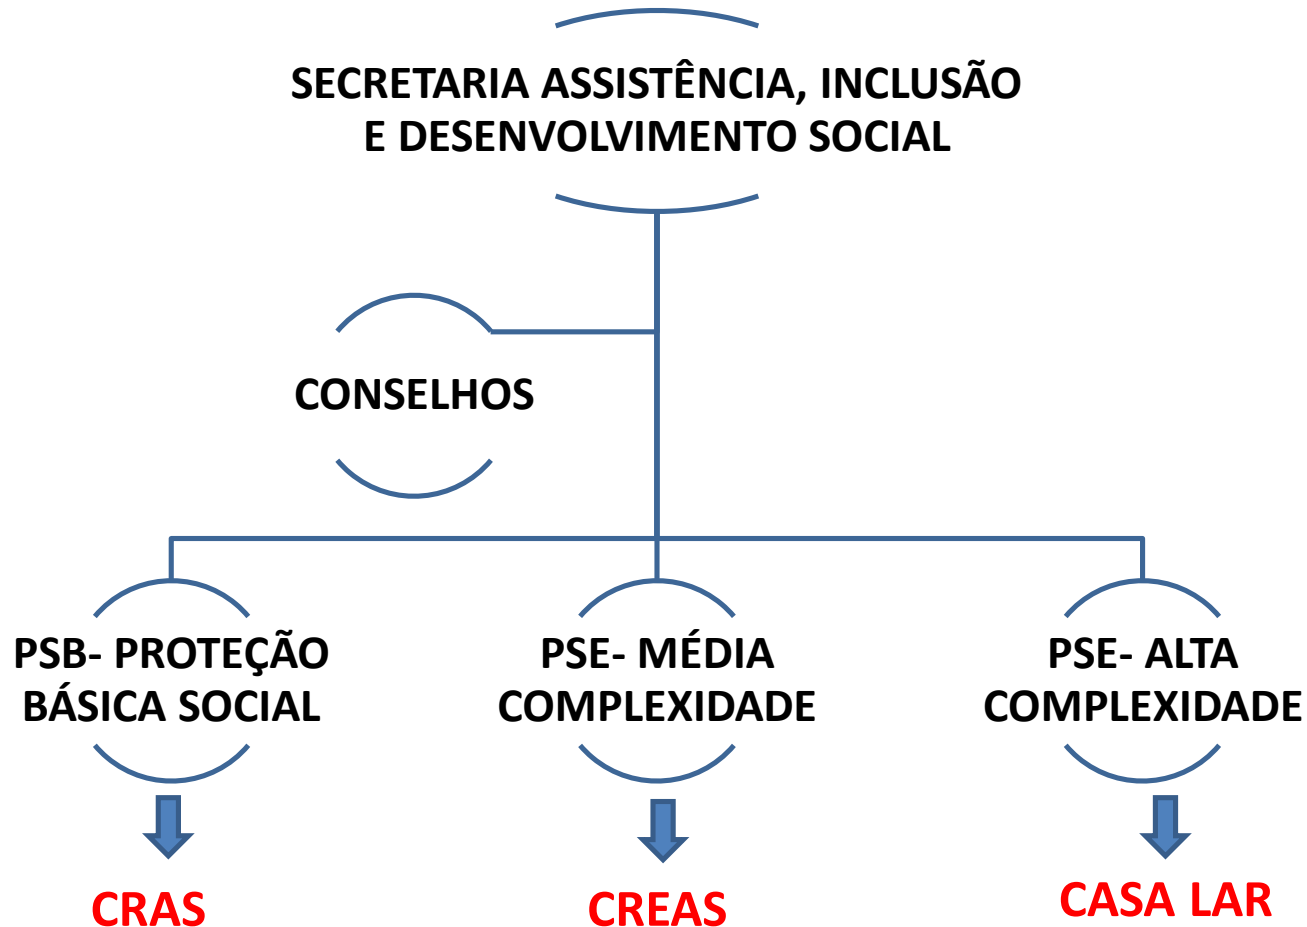 SECRETARIA ASSISTÊNCIA, INCLUSÃO
E DESENVOLVIMENTO SOCIAL
CONSELHOS
PSB- PROTEÇÃO
BÁSICA SOCIAL
PSE- MÉDIA
COMPLEXIDADE
PSE- ALTA
COMPLEXIDADE
CRAS
CREAS
CASA LAR